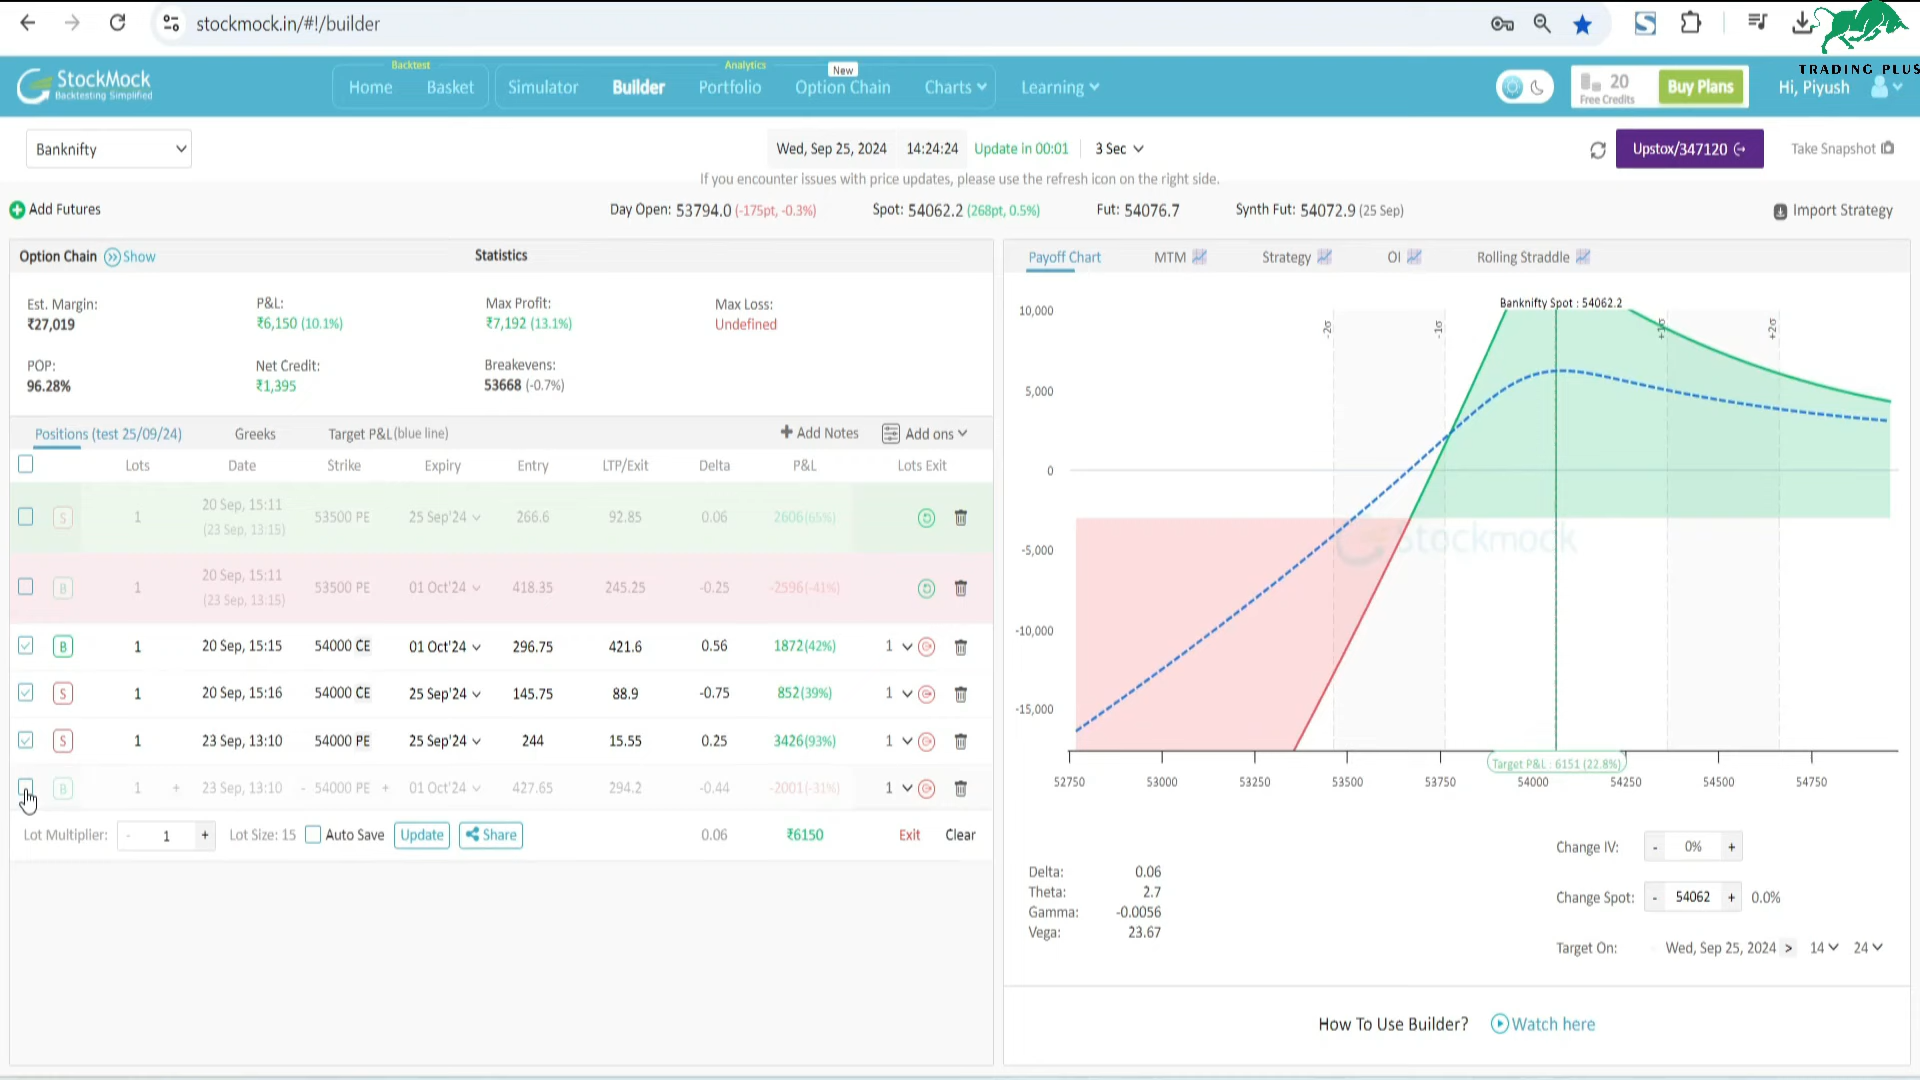 stockmock.in/#!/builder
TRADING PLUS
StockMock
Backtesting Simplified
Backtest
Home Basket Simulator Builder
Analytics
Portfolio
New
Option Chain Charts Learning
20
Free Credits
Buy Plans
Hi, Piyush
Banknifty
Wed, Sep 25, 2024 14:24:24 Update in 00:01 3 Sec
Upstox/347120
Take Snapshot
If you encounter issues with price updates, please use the refresh icon on the right side.
Add Futures
Day Open: 53794.0 (-175pt, -0.3%) Spot: 54062.2 (268pt, 0.5%) Fut: 54076.7 Synth Fut: 54072.9 (25 Sep)
Import Strategy
Option Chain Show
Statistics
Est. Margin: P&L: Max Profit: Max Loss:
₹27,019 ₹6,150 (10.1%) ₹7,192 (13.1%) Undefined
POP: Net Credit: Breakevens:
96.28% ₹1,395 53668 (-0.7%)
Positions (test 25/09/24) Greeks Target P&L(blue line) Add Notes Add ons
Lots Date Strike Expiry Entry LTP/Exit Delta P&L Lots Exit
S 1 20 Sep, 15:11 (23 Sep, 13:15) 53500 PE 25 Sep'24 266.6 92.85 0.06 2606(65%)
B 1 20 Sep, 15:11 (23 Sep, 13:15) 53500 PE 01 Oct'24 418.35 245.25 -0.25 -2596(-41%)
B 1 20 Sep, 15:15 54000 CE 01 Oct'24 296.75 421.6 0.56 1872(42%) 1
S 1 20 Sep, 15:16 54000 CE 25 Sep'24 145.75 88.9 -0.75 852(39%) 1
S 1 23 Sep, 13:10 54000 PE 25 Sep'24 244 15.55 0.25 3426(93%) 1
B 1 + 23 Sep, 13:10 - 54000 PE + 01 Oct'24 427.65 294.2 -0.44 -2001(-31%) 1
Lot Multiplier: - 1 + Lot Size: 15 Auto Save Update Share 0.06 ₹6150 Exit Clear
Payoff Chart MTM Strategy OI Rolling Straddle
Banknifty Spot : 54062.2
-2σ -1σ +1σ +2σ
10,000
5,000
0
-5,000
-10,000
-15,000
Stockmock
Target P&L : 6151 (22.8%)
52750 53000 53250 53500 53750 54000 54250 54500 54750
Delta: 0.06
Theta: 2.7
Gamma: -0.0056
Vega: 23.67
Change IV: - 0% +
Change Spot: - 54062 + 0.0%
Target On: Wed, Sep 25, 2024 > 14 24
How To Use Builder? Watch here